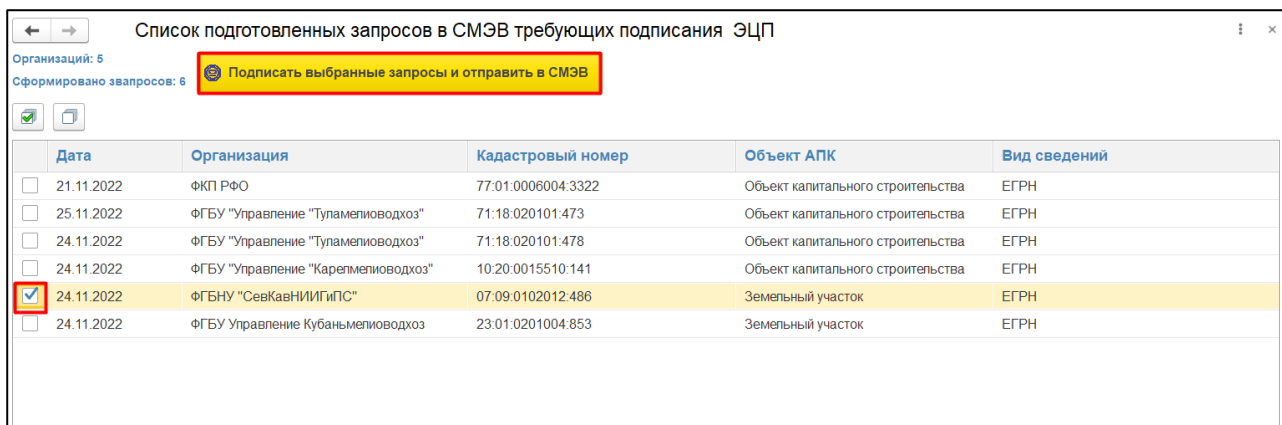 Список подготовленных запросов в СМЭВ требующих подписания ЭЦП
Организаций: 5
Сформировано звапросов: 6
Подписать выбранные запросы и отправить в СМЭВ
Дата Организация Кадастровый номер Объект АПК Вид сведений
21.11.2022 ФКП РФО 77:01:0006004:3322 Объект капитального строительства ЕГРН
25.11.2022 ФГБУ "Управление "Туламелиоводхоз" 71:18:020101:473 Объект капитального строительства ЕГРН
24.11.2022 ФГБУ "Управление "Туламелиоводхоз" 71:18:020101:478 Объект капитального строительства ЕГРН
24.11.2022 ФГБУ "Управление "Карелмелиоводхоз" 10:20:0015510:141 Объект капитального строительства ЕГРН
24.11.2022 ФГБНУ "СевКавНИИГиПС" 07:09:0102012:486 Земельный участок ЕГРН
24.11.2022 ФГБУ Управление Кубаньмелиоводхоз 23:01:0201004:853 Земельный участок ЕГРН